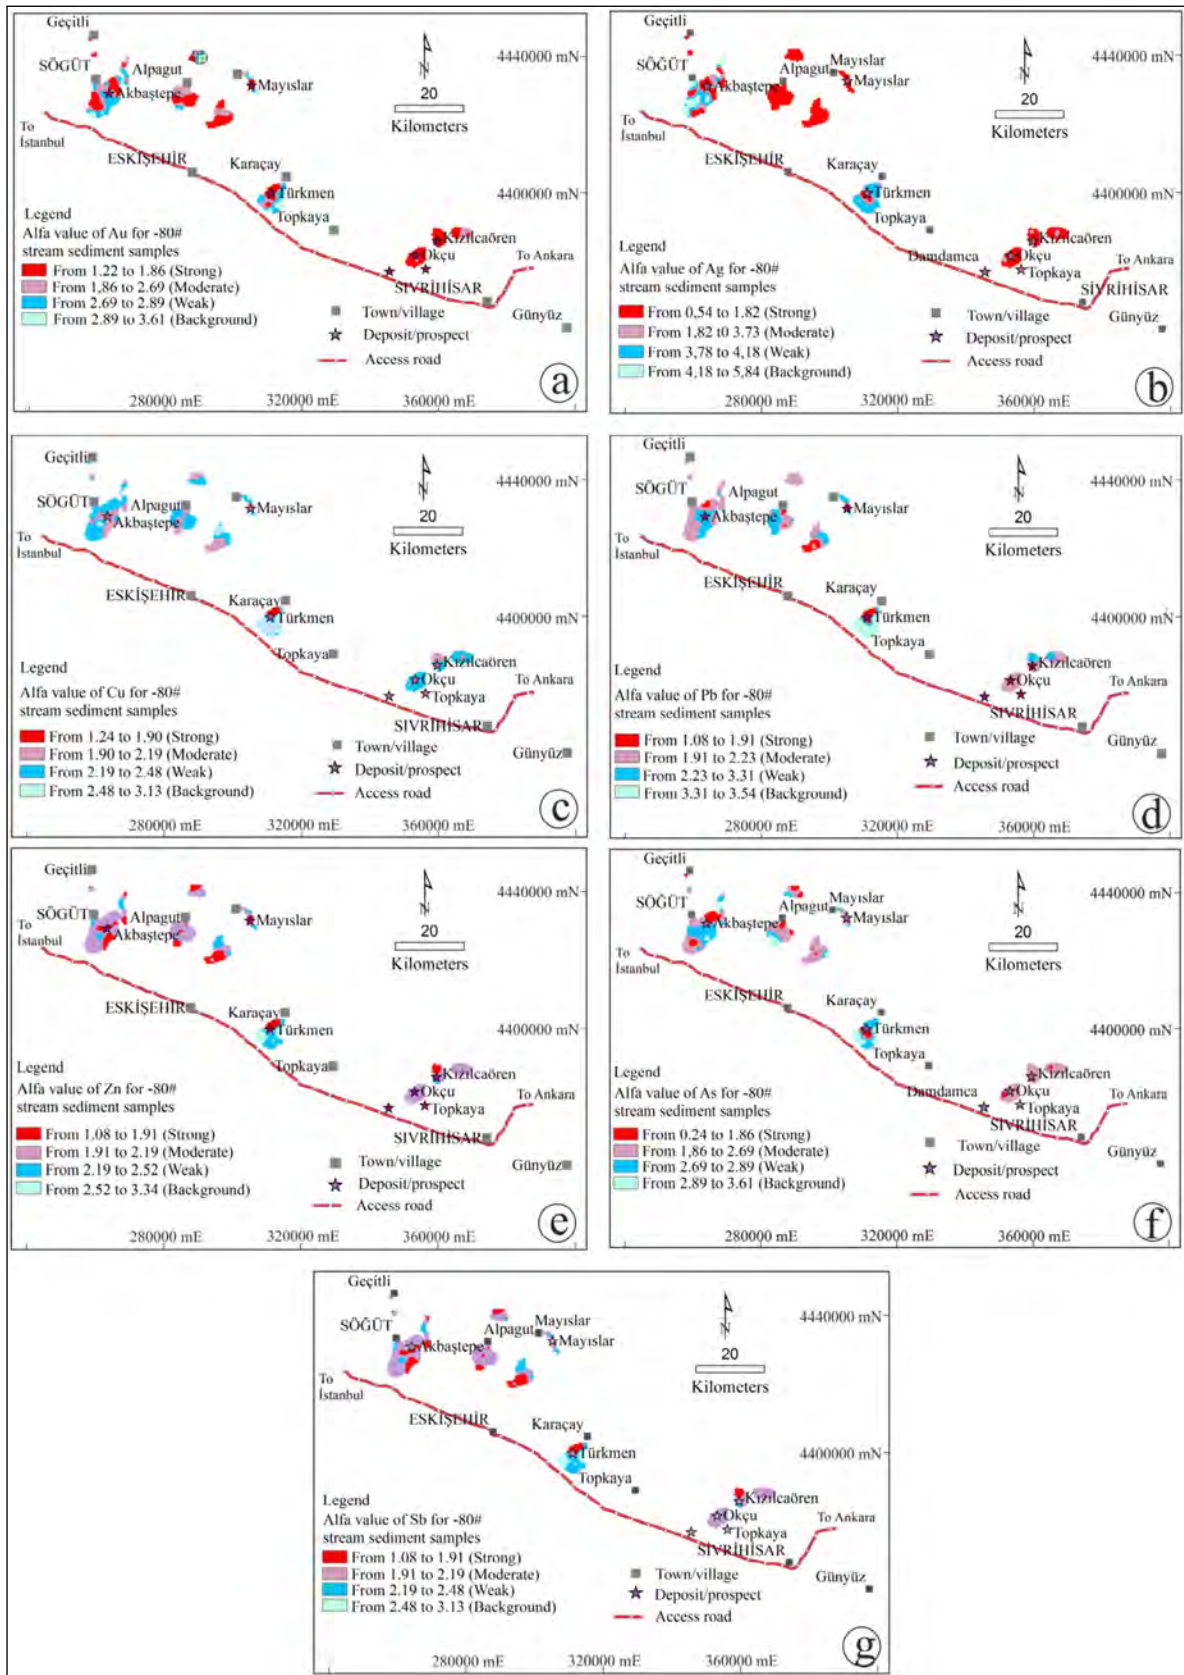 Geçitli
4440000 mN
SÖGÜT
Alpagut
Akbaştepe
Mayıslar
N
20
Kilometers
To
İstanbul
ESKİŞEHİR
Karaçay
Türkmen
4400000 mN
Topkaya
Legend
Alfa value of Au for -80#
stream sediment samples
Kızılcaören
Okçu
To Ankara
SİVRİHİSAR
Günyüz
From 1.22 to 1.86 (Strong)
From 1,86 to 2.69 (Moderate)
From 2.69 to 2.89 (Weak)
From 2.89 to 3.61 (Background)
Town/village
Deposit/prospect
Access road
280000 mE 320000 mE 360000 mE
a
Geçitli
4440000 mN
SÖĞÜT
Alpagut
Mayıslar
Akbaştepe
Mayıslar
N
20
Kilometers
To
İstanbul
ESKİŞEHİR
Karaçay
Türkmen
4400000 mN
Topkaya
Legend
Alfa value of Ag for -80#
stream sediment samples
Kızılcaören
Okçu
Damdamca
Topkaya
To Ankara
SİVRİHİSAR
Günyüz
From 0,54 to 1.82 (Strong)
From 1,82 t0 3.73 (Moderate)
From 3,78 to 4,18 (Weak)
From 4,18 to 5,84 (Background)
Town/village
Deposit/prospect
Access road
280000 mE 320000 mE 360000 mE
b
Geçitli
4440000 mN
SÖGÜT
Alpagut
Akbaştepe
Mayıslar
N
20
Kilometers
To
İstanbul
ESKİŞEHİR
Karaçay
Türkmen
4400000 mN
Topkaya
Legend
Alfa value of Cu for -80#
stream sediment samples
Kızılcaören
Okçu
Topkaya
To Ankara
SİVRİHİSAR
Günyüz
From 1.24 to 1.90 (Strong)
From 1.90 to 2.19 (Moderate)
From 2.19 to 2.48 (Weak)
From 2.48 to 3.13 (Background)
Town/village
Deposit/prospect
Access road
280000 mE 320000 mE 360000 mE
c
Geçitli
4440000 mN
SÖGÜT
Alpagut
Akbaştepe
Mayıslar
N
20
Kilometers
To
İstanbul
ESKİŞEHİR
Karaçay
Türkmen
4400000 mN
Topkaya
Legend
Alfa value of Pb for -80#
stream sediment samples
Kızılcaören
Okçu
To Ankara
SİVRİHİSAR
Günyüz
From 1.08 to 1.91 (Strong)
From 1.91 to 2.23 (Moderate)
From 2.23 to 3.31 (Weak)
From 3.31 to 3.54 (Background)
Town/village
Deposit/prospect
Access road
280000 mE 320000 mE 360000 mE
d
Geçitli
4440000 mN
SÖGÜT
Alpagut
Akbaştepe
Mayıslar
N
20
Kilometers
To
İstanbul
ESKİŞEHİR
Karaçay
Türkmen
4400000 mN
Topkaya
Legend
Alfa value of Zn for -80#
stream sediment samples
Kızılcaören
Okçu
Topkaya
To Ankara
SİVRİHİSAR
Günyüz
From 1.08 to 1.91 (Strong)
From 1.91 to 2.19 (Moderate)
From 2.19 to 2.52 (Weak)
From 2.52 to 3.34 (Background)
Town/village
Deposit/prospect
Access road
280000 mE 320000 mE 360000 mE
e
Geçitli
4440000 mN
SÖGÜT
Alpagut
Mayıslar
Akbaştepe
Mayıslar
N
20
Kilometers
To
İstanbul
ESKİŞEHİR
Karaçay
Türkmen
4400000 mN
Topkaya
Legend
Alfa value of As for -80#
stream sediment samples
Kızılcaören
Okçu
Damdamca
Topkaya
To Ankara
SİVRİHİSAR
Günyüz
From 0.24 to 1.86 (Strong)
From 1,86 to 2.69 (Moderate)
From 2.69 to 2.89 (Weak)
From 2.89 to 3.61 (Background)
Town/village
Deposit/prospect
Access road
280000 mE 320000 mE 360000 mE
f
Geçitli
4440000 mN
SÖĞÜT
Alpagut
Mayıslar
Akbaştepe
Mayıslar
N
20
Kilometers
To
İstanbul
ESKİŞEHİR
Karaçay
Türkmen
4400000 mN
Topkaya
Legend
Alfa value of Sb for -80#
stream sediment samples
Kızılcaören
Okçu
Topkaya
To Ankara
SİVRİHİSAR
Günyüz
From 1.08 to 1.91 (Strong)
From 1.91 to 2.19 (Moderate)
From 2.19 to 2.48 (Weak)
From 2.48 to 3.13 (Background)
Town/village
Deposit/prospect
Access road
280000 mE 320000 mE 360000 mE
g